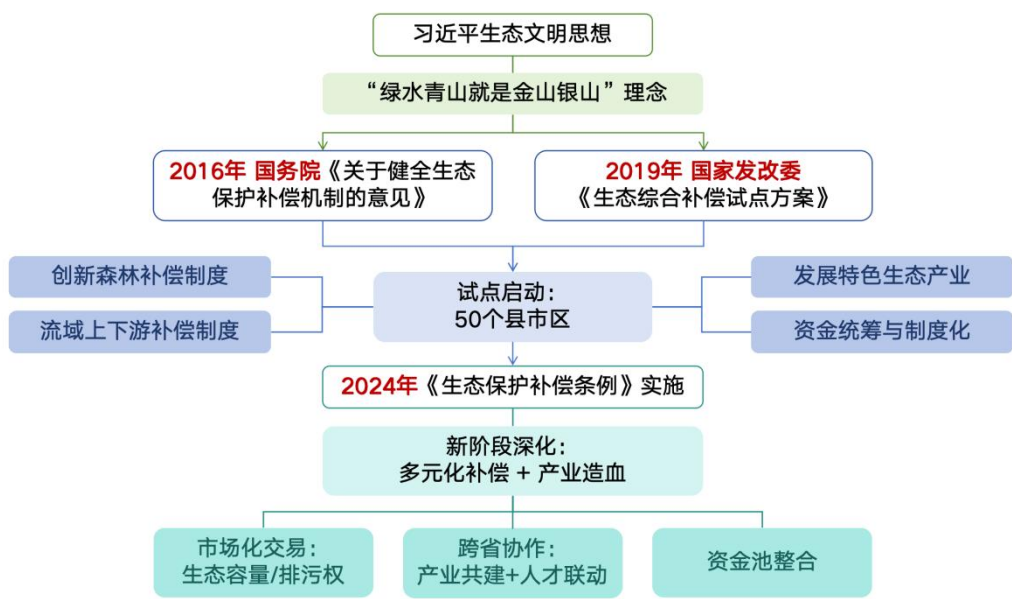 习近平生态文明思想
“绿水青山就是金山银山”理念
2016年 国务院《关于健全生态
保护补偿机制的意见》
2019年 国家发改委
《生态综合补偿试点方案》
创新森林补偿制度
流域上下游补偿制度
试点启动：
50个县市区
发展特色生态产业
资金统筹与制度化
2024年《生态保护补偿条例》实施
新阶段深化：
多元化补偿 + 产业造血
市场化交易：
生态容量/排污权
跨省协作：
产业共建+人才联动
资金池整合